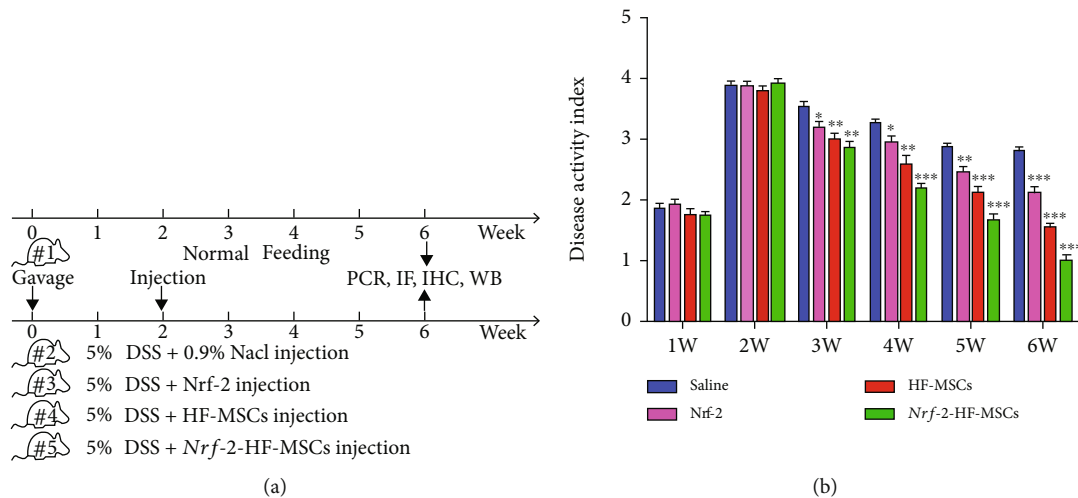 0 1 2 3 4 5 6 Week
#1 Normal Feeding
Gavage Injection PCR, IF, IHC, WB
0 1 2 3 4 5 6 Week
#2 5% DSS + 0.9% Nacl injection
#3 5% DSS + Nrf-2 injection
#4 5% DSS + HF-MSCs injection
#5 5% DSS + Nrf-2-HF-MSCs injection
(a)
Disease activity index
5
4
3
2
1
0
* ** **
* ** ***
** *** ***
*** *** ***
1W 2W 3W 4W 5W 6W
Saline HF-MSCs
Nrf-2 Nrf-2-HF-MSCs
(b)